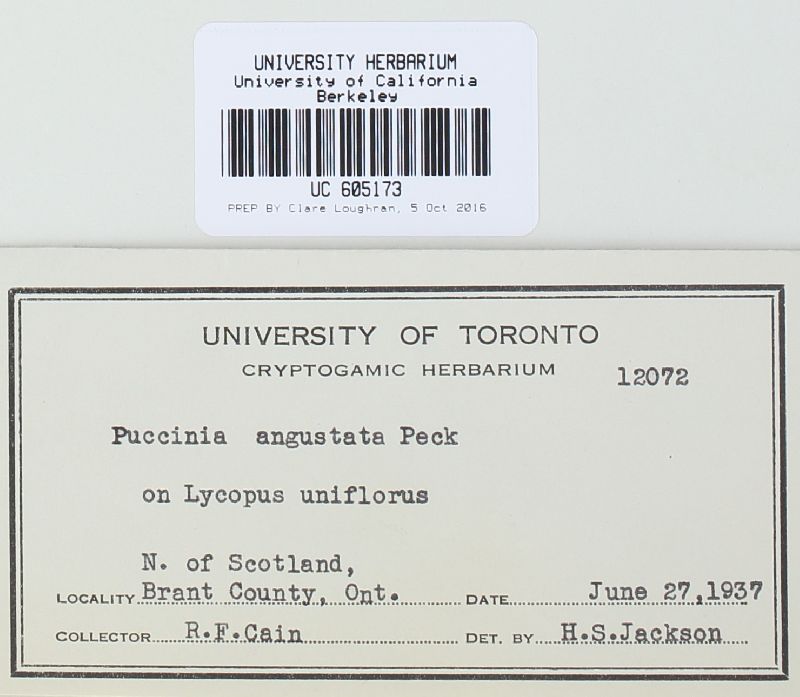 UNIVERSITY HERBARIUM
University of California
Berkeley
UC 605173
PREP BY Clare Loughran, 5 Oct 2016
UNIVERSITY OF TORONTO
CRYPTOGAMIC HERBARIUM 12072
Puccinia angustata Peck
on Lycopus uniflorus
N. of Scotland,
LOCALITY Brant County, Ont. DATE June 27,1937
COLLECTOR R.F.Cain DET. BY H.S.Jackson